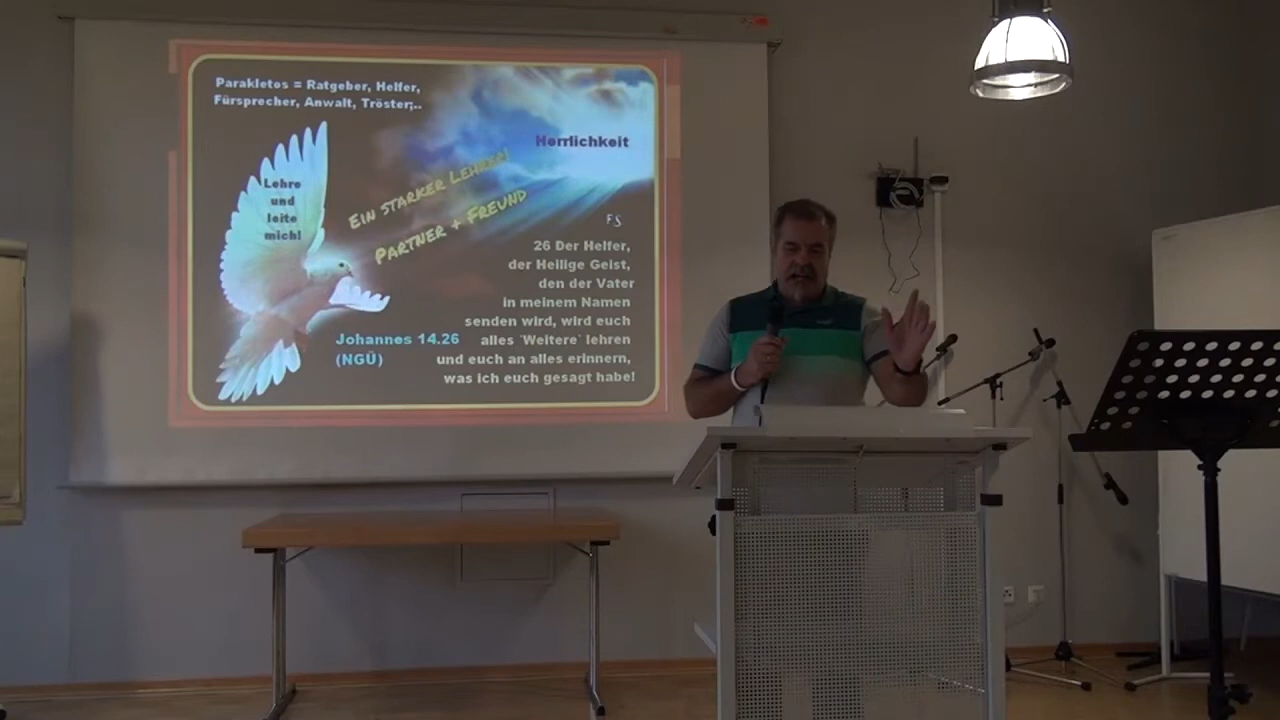 Parakletos = Ratgeber, Helfer,
Fürsprecher, Anwalt, Tröster;..
Herrlichkeit
Lehre
und
leite
mich!
Ein starker Lehrer!
Partner + Freund
FS
26 Der Helfer,
der Heilige Geist,
den der Vater
in meinem Namen
senden wird, wird euch
alles ‘Weitere’ lehren
und euch an alles erinnern,
was ich euch gesagt habe!
Johannes 14.26
(NGÜ)